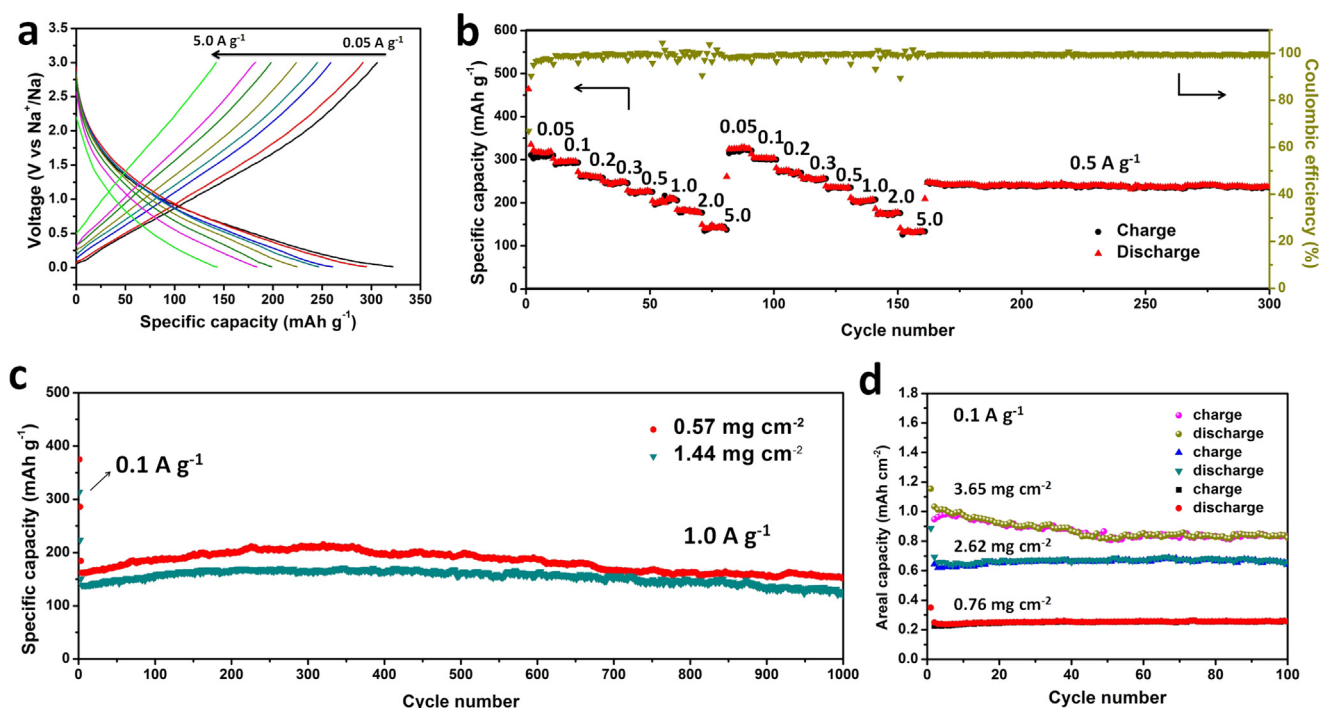 a
5.0 A g-1
0.05 A g-1
Voltage (V vs Na+/Na)
3.5
3.0
2.5
2.0
1.5
1.0
0.5
0.0
0 50 100 150 200 250 300 350
Specific capacity (mAh g-1)
b
Specific capacity (mAh g-1)
600
500
400
300
200
100
0
0.05
0.1
0.2
0.3
0.5
1.0
2.0
5.0
0.05
0.1
0.2
0.3
0.5
1.0
2.0
5.0
0.5 A g-1
Charge
Discharge
100
80
60
40
20
0
Coulombic efficiency (%)
0 50 100 150 200 250 300
Cycle number
c
Specific capacity (mAh g-1)
500
400
300
200
100
0
0.1 A g-1
0.57 mg cm-2
1.44 mg cm-2
1.0 A g-1
0 100 200 300 400 500 600 700 800 900 1000
Cycle number
d
Areal capacity (mAh cm-2)
1.8
1.6
1.4
1.2
1.0
0.8
0.6
0.4
0.2
0.0
0.1 A g-1
charge
discharge
charge
discharge
charge
discharge
3.65 mg cm-2
2.62 mg cm-2
0.76 mg cm-2
0 20 40 60 80 100
Cycle number